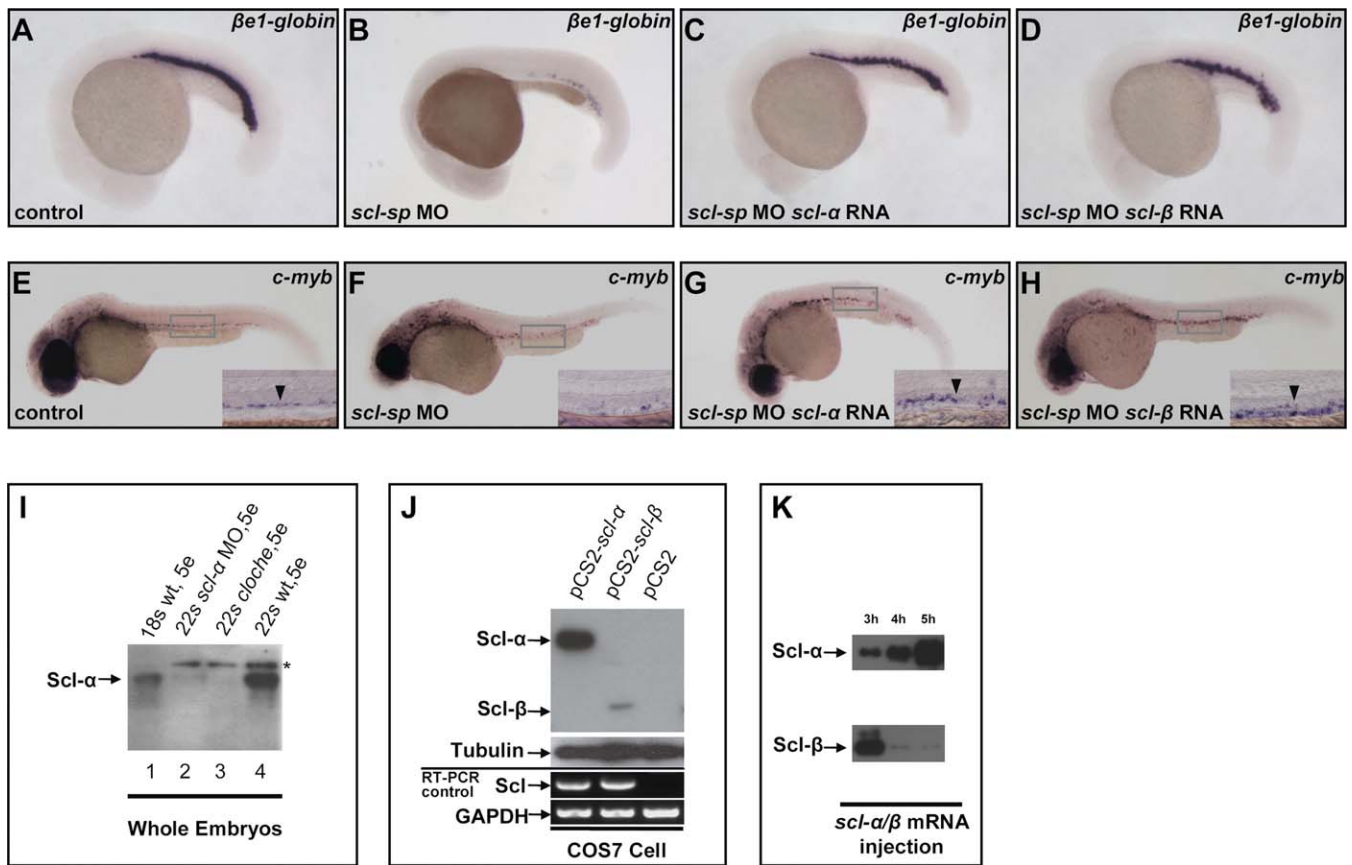 A
βe1-globin
control
B
βe1-globin
scl-sp MO
C
βe1-globin
scl-sp MO scl-α RNA
D
βe1-globin
scl-sp MO scl-β RNA
E
c-myb
control
F
c-myb
scl-sp MO
G
c-myb
scl-sp MO scl-α RNA
H
c-myb
scl-sp MO scl-β RNA
I
18s wt, 5e
22s scl-α MO,5e
22s cloche,5e
22s wt,5e
Scl-α
*
1 2 3 4
Whole Embryos
J
pCS2-scl-α
pCS2-scl-β
pCS2
Scl-α
Scl-β
Tubulin
RT-PCR
control
Scl
GAPDH
COS7 Cell
K
3h 4h 5h
Scl-α
Scl-β
scl-α/β mRNA
injection